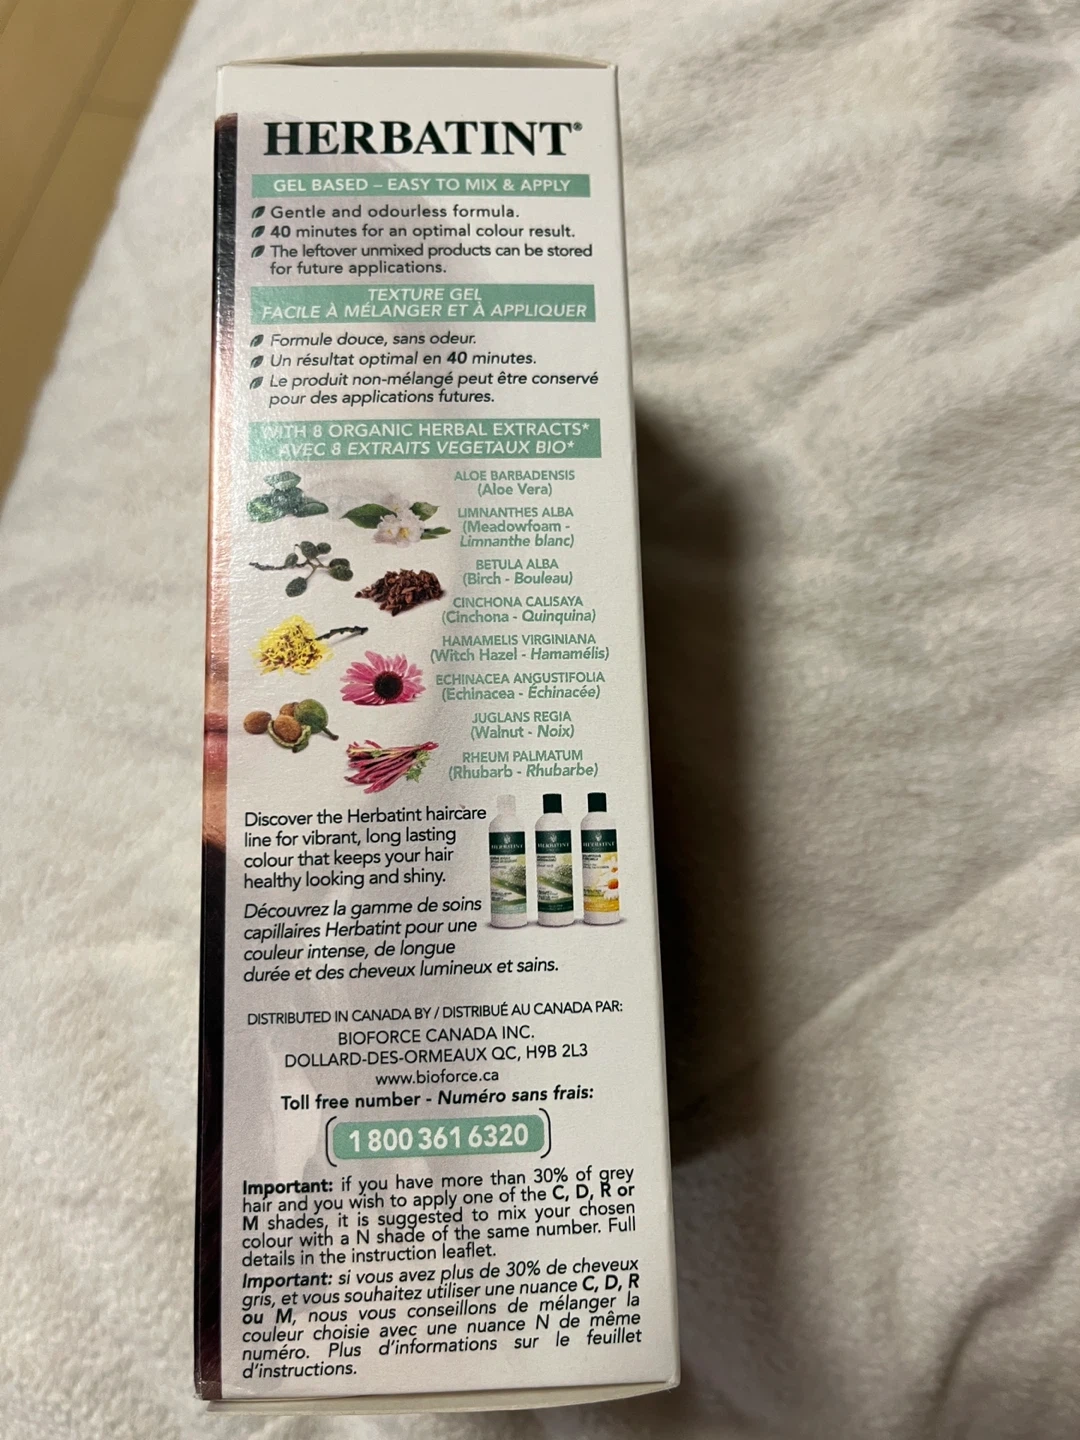 HERBATINT®
GEL BASED – EASY TO MIX & APPLY
Gentle and odourless formula.
40 minutes for an optimal colour result.
The leftover unmixed products can be stored
for future applications.
TEXTURE GEL
FACILE À MÉLANGER ET À APPLIQUER
Formule douce, sans odeur.
Un résultat optimal en 40 minutes.
Le produit non-mélangé peut être conservé
pour des applications futures.
WITH 8 ORGANIC HERBAL EXTRACTS*
AVEC 8 EXTRAITS VEGETAUX BIO*
ALOE BARBADENSIS
(Aloe Vera)
LIMNANTHES ALBA
(Meadowfoam -
Limnanthe blanc)
BETULA ALBA
(Birch - Bouleau)
CINCHONA CALISAYA
(Cinchona - Quinquina)
HAMAMELIS VIRGINIANA
(Witch Hazel - Hamamélis)
ECHINACEA ANGUSTIFOLIA
(Echinacea - Échinacée)
JUGLANS REGIA
(Walnut - Noix)
RHEUM PALMATUM
(Rhubarb - Rhubarbe)
Discover the Herbatint haircare
line for vibrant, long lasting
colour that keeps your hair
healthy looking and shiny.
HERBATINT HERBATINT HERBATINT
Découvrez la gamme de soins
capillaires Herbatint pour une
couleur intense, de longue
durée et des cheveux lumineux et sains.
DISTRIBUTED IN CANADA BY / DISTRIBUÉ AU CANADA PAR:
BIOFORCE CANADA INC.
DOLLARD-DES-ORMEAUX QC, H9B 2L3
www.bioforce.ca
Toll free number - Numéro sans frais:
1 800 361 6320
Important: if you have more than 30% of grey
hair and you wish to apply one of the C, D, R or
M shades, it is suggested to mix your chosen
colour with a N shade of the same number. Full
details in the instruction leaflet.
Important: si vous avez plus de 30% de cheveux
gris, et vous souhaitez utiliser une nuance C, D, R
ou M, nous vous conseillons de mélanger la
couleur choisie avec une nuance N de même
numéro. Plus d'informations sur le feuillet
d'instructions.